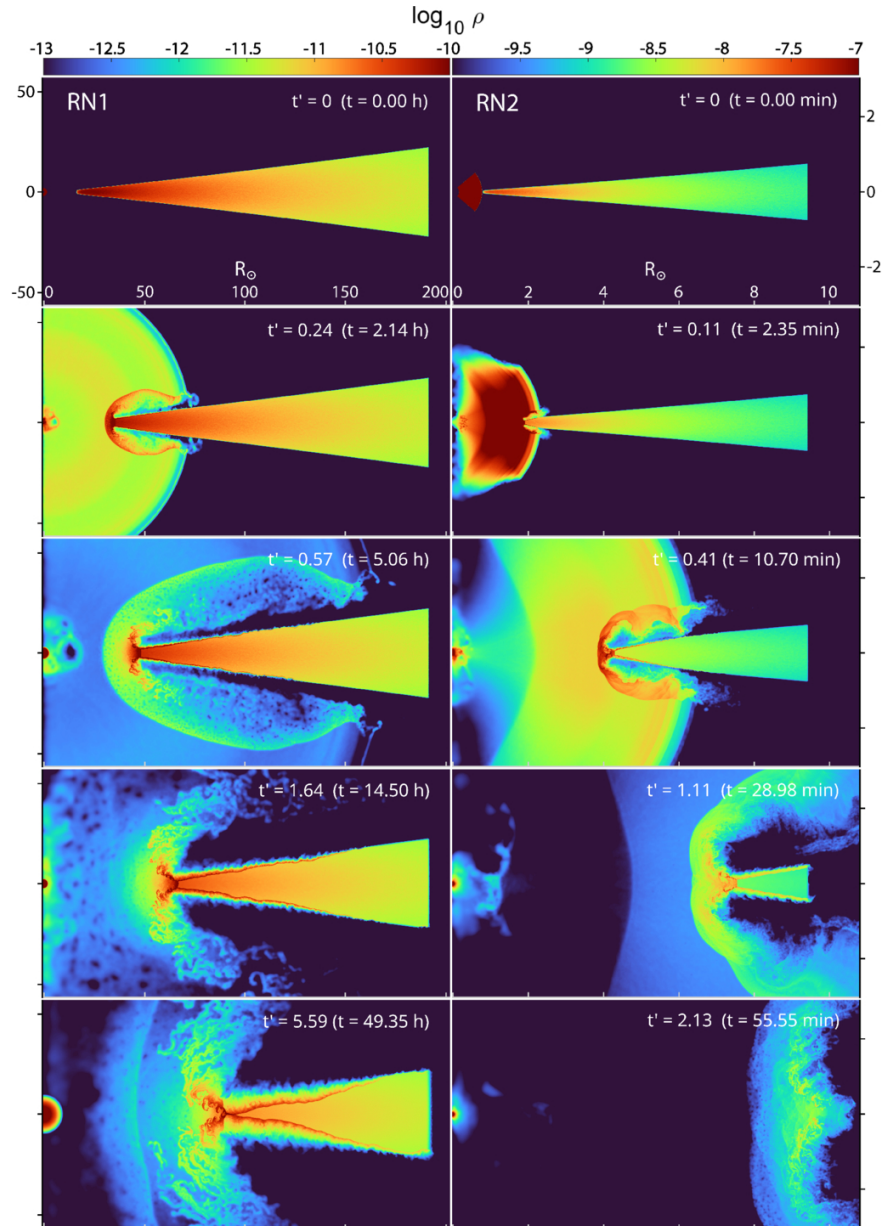 log10 ρ
-13 -12.5 -12 -11.5 -11 -10.5 -10 -9.5 -9 -8.5 -8 -7.5 -7
RN1 t' = 0 (t = 0.00 h)
RN2 t' = 0 (t = 0.00 min)
50
0
-50
2
0
-2
R⊙
0 50 100 150 200
R⊙
0 2 4 6 8 10
t' = 0.24 (t = 2.14 h)
t' = 0.11 (t = 2.35 min)
t' = 0.57 (t = 5.06 h)
t' = 0.41 (t = 10.70 min)
t' = 1.64 (t = 14.50 h)
t' = 1.11 (t = 28.98 min)
t' = 5.59 (t = 49.35 h)
t' = 2.13 (t = 55.55 min)